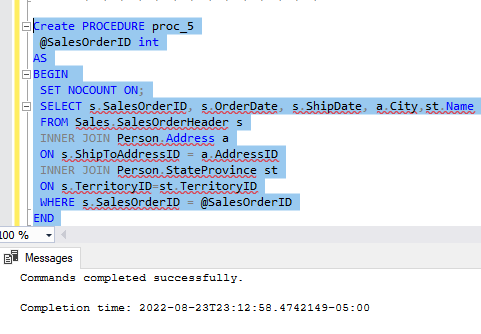 Create PROCEDURE proc_5
@SalesOrderID int
AS
BEGIN
SET NOCOUNT ON;
SELECT s.SalesOrderID, s.OrderDate, s.ShipDate, a.City,st.Name
FROM Sales.SalesOrderHeader s
INNER JOIN Person.Address a
ON s.ShipToAddressID = a.AddressID
INNER JOIN Person.StateProvince st
ON s.TerritoryID=st.TerritoryID
WHERE s.SalesOrderID = @SalesOrderID
END
100 %
Messages
Commands completed successfully.
Completion time: 2022-08-23T23:12:58.4742149-05:00